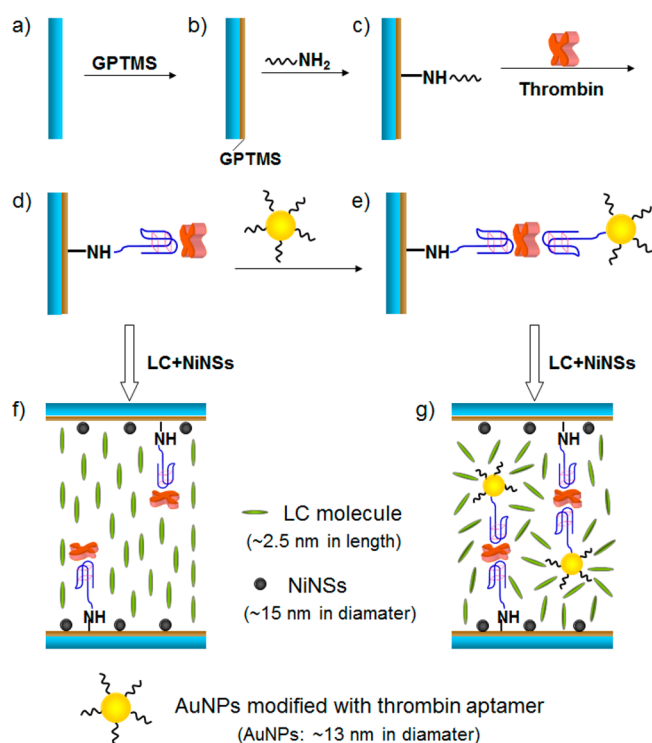 a)
b)
c)
GPTMS
NH2
NH
Thrombin
GPTMS
d)
e)
NH
NH
LC+NiNSs
LC+NiNSs
f)
g)
NH
NH
LC molecule
(~2.5 nm in length)
NiNSs
(~15 nm in diamater)
NH
NH
AuNPs modified with thrombin aptamer
(AuNPs: ~13 nm in diamater)